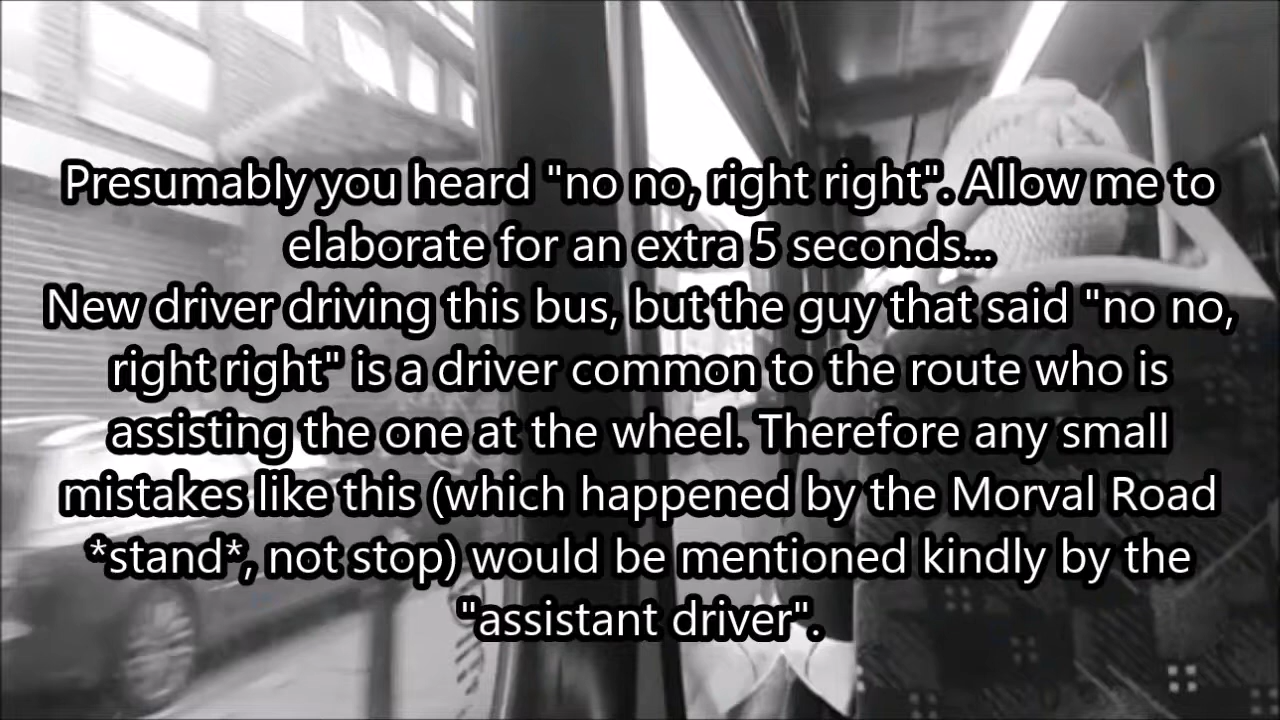 Presumably you heard "no no, right right". Allow me to
elaborate for an extra 5 seconds...
New driver driving this bus, but the guy that said "no no,
right right" is a driver common to the route who is
assisting the one at the wheel. Therefore any small
mistakes like this (which happened by the Morval Road
*stand*, not stop) would be mentioned kindly by the
"assistant driver".